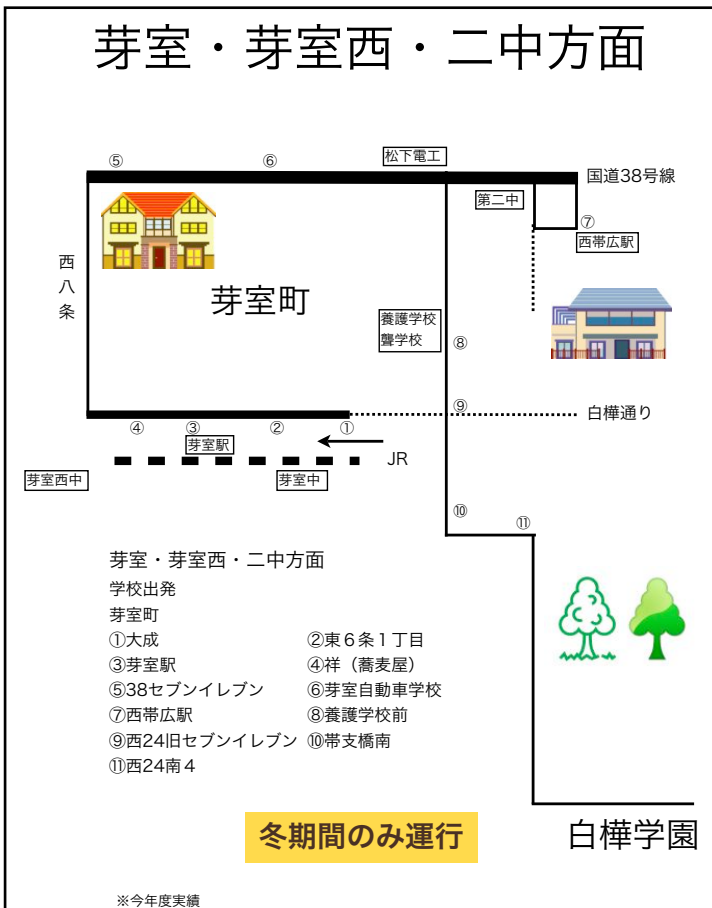 芽室・芽室西・二中方面
松下電工
⑤
⑥
国道38号線
第二中
⑦
西帯広駅
西八条
芽室町
養護学校
聾学校
⑧
⑨
白樺通り
④
③
②
①
芽室駅
JR
芽室西中
芽室中
⑩
⑪
芽室・芽室西・二中方面
学校出発
芽室町
①大成 ②東6条1丁目
③芽室駅 ④祥（蕎麦屋）
⑤38セブンイレブン ⑥芽室自動車学校
⑦西帯広駅 ⑧養護学校前
⑨西24旧セブンイレブン ⑩帯支橋南
⑪西24南4
冬期間のみ運行
白樺学園
※今年度実績